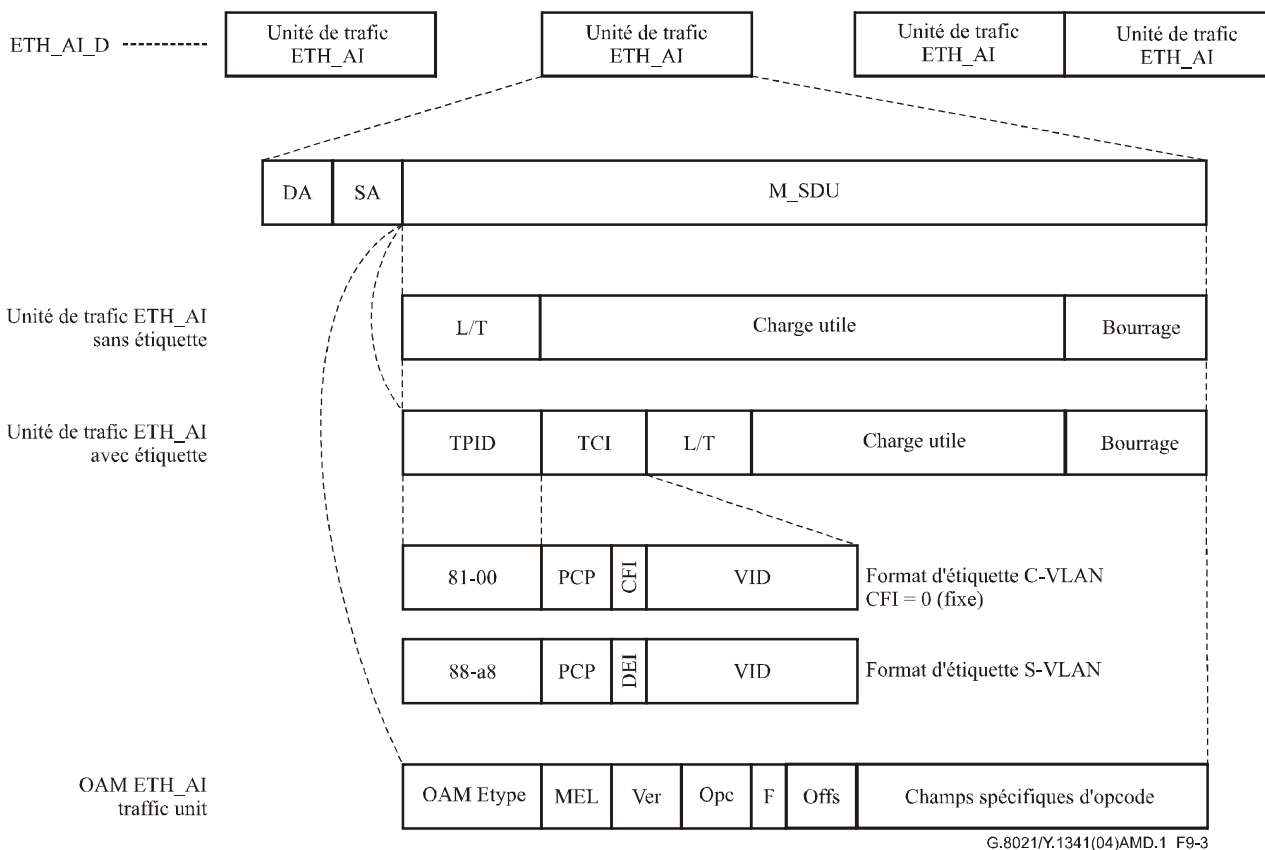 ETH_AI_D
Unité de trafic
ETH_AI
Unité de trafic
ETH_AI
Unité de trafic
ETH_AI
Unité de trafic
ETH_AI
DA
SA
M_SDU
Unité de trafic ETH_AI
sans étiquette
L/T
Charge utile
Bourrage
Unité de trafic ETH_AI
avec étiquette
TPID
TCI
L/T
Charge utile
Bourrage
81-00
PCP
CFI
VID
Format d'étiquette C-VLAN
CFI = 0 (fixe)
88-a8
PCP
DEI
VID
Format d'étiquette S-VLAN
OAM ETH_AI
traffic unit
OAM Etype
MEL
Ver
Opc
F
Offs
Champs spécifiques d'opcode
G.8021/Y.1341(04)AMD.1_F9-3